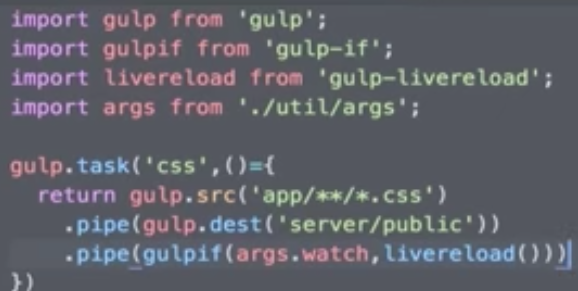 import gulp from 'gulp';
import gulpif from 'gulp-if';
import livereload from 'gulp-livereload';
import args from './util/args';

gulp.task('css',()={
  return gulp.src('app/**/*.css')
    .pipe(gulp.dest('server/public'))
    .pipe(gulpif(args.watch,livereload()))
})